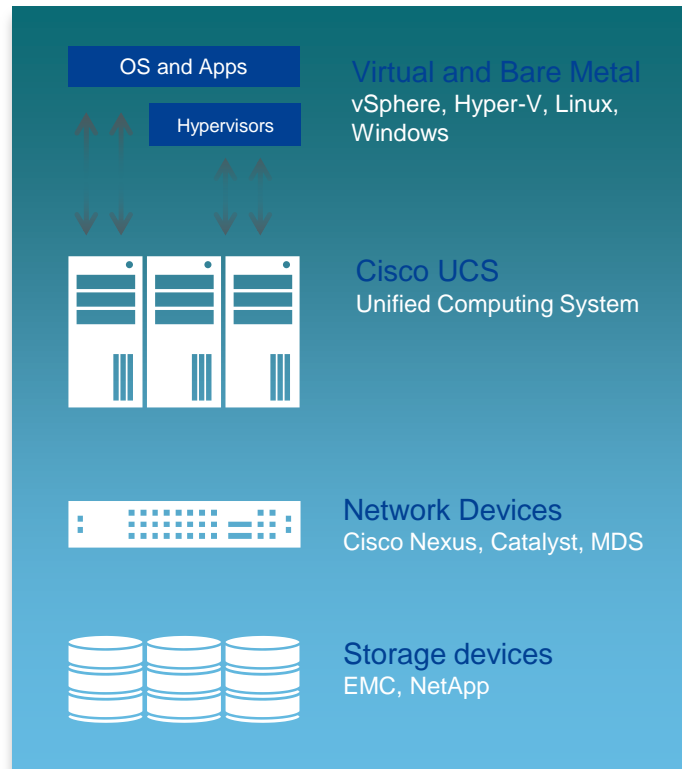 OS and Apps
Hypervisors
Virtual and Bare Metal
vSphere, Hyper-V, Linux,
Windows
Cisco UCS
Unified Computing System
Network Devices
Cisco Nexus, Catalyst, MDS
Storage devices
EMC, NetApp